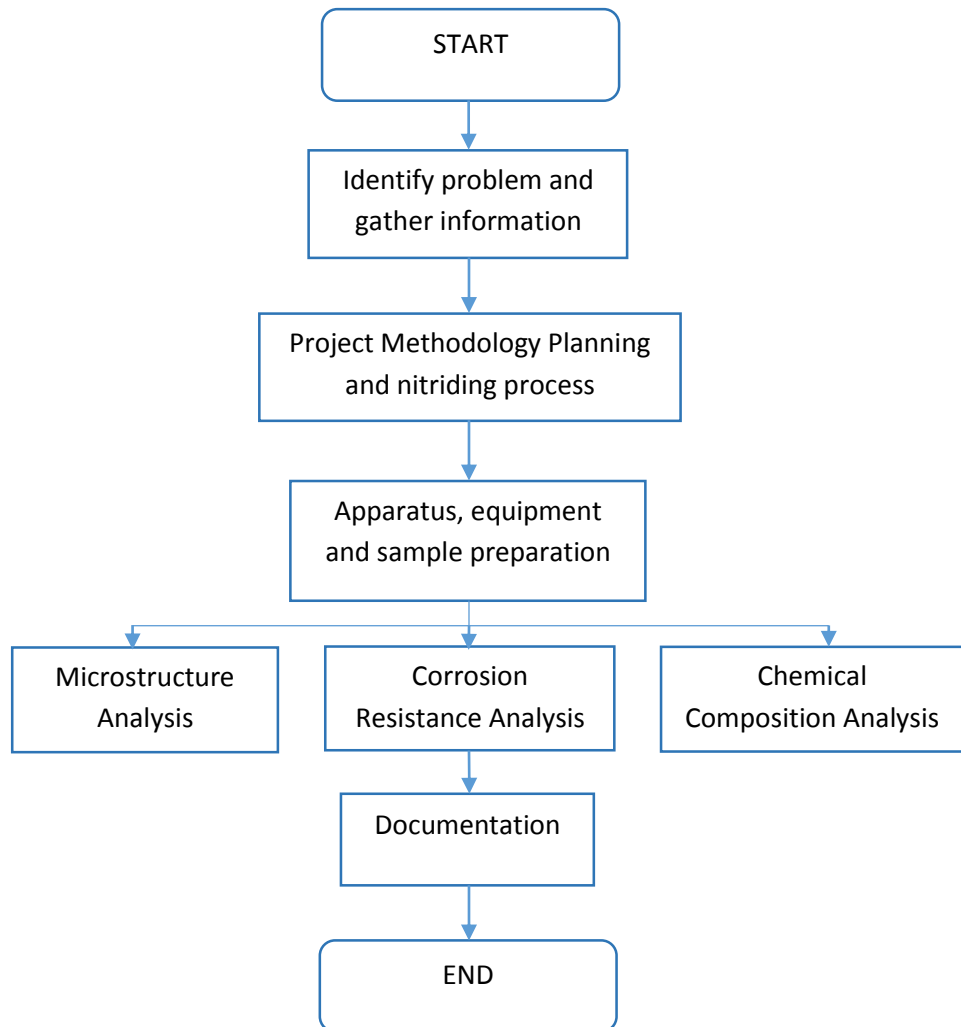 START
Identify problem and
gather information
Project Methodology Planning
and nitriding process
Apparatus, equipment
and sample preparation
Microstructure
Analysis
Corrosion
Resistance Analysis
Chemical
Composition Analysis
Documentation
END